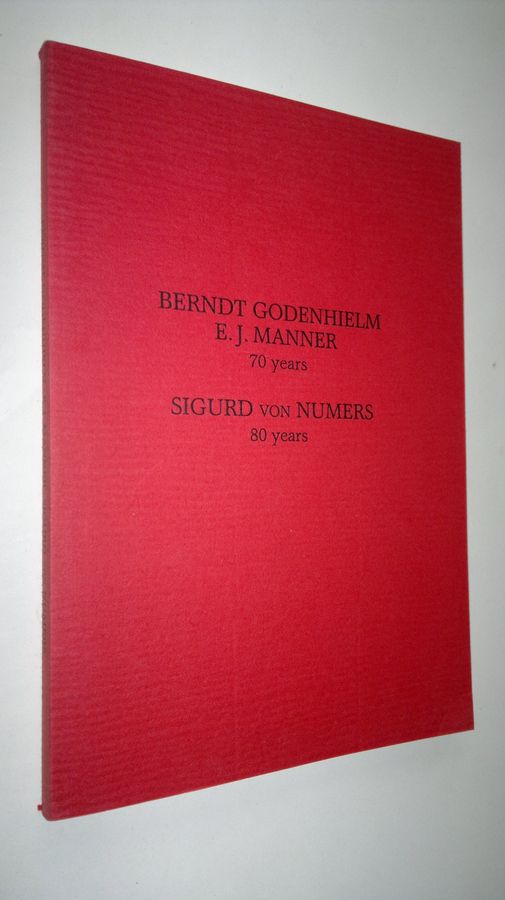 BERNDT GODENHIELM
E. J. MANNER
70 years
SIGURD VON NUMERS
80 years